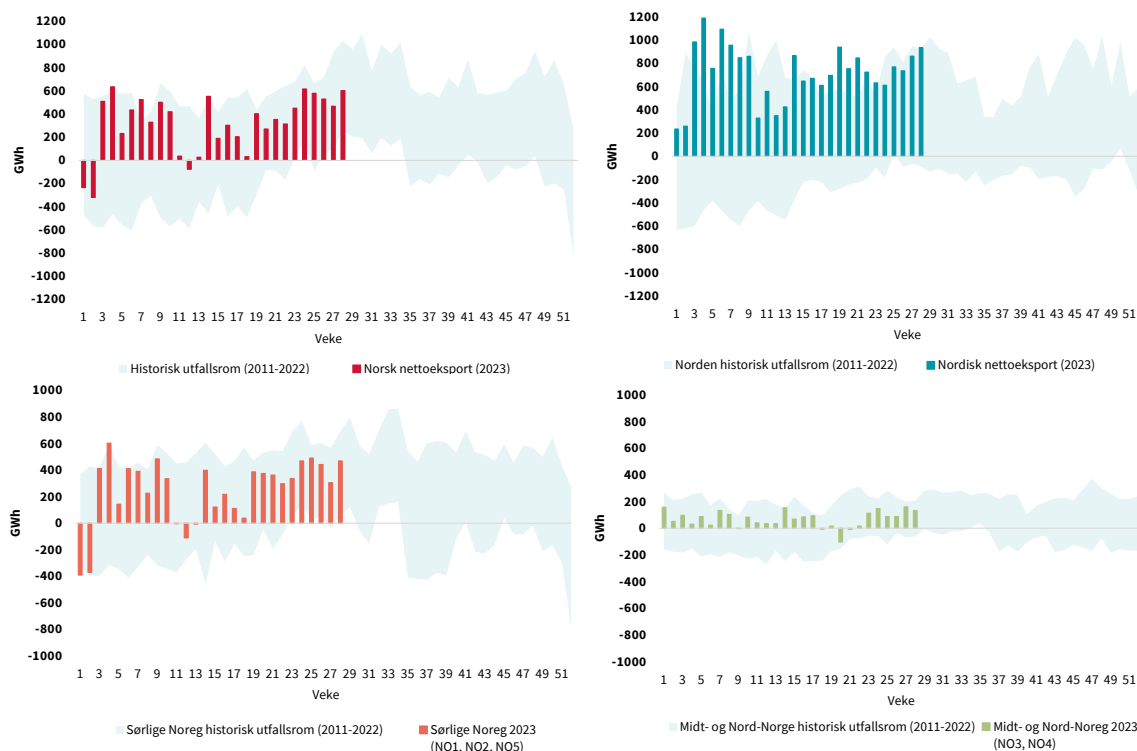 1200
1000
800
600
400
200
0
-200
-400
-600
-800
-1000
-1200
GWh
1 3 5 7 9 11 13 15 17 19 21 23 25 27 29 31 33 35 37 39 41 43 45 47 49 51
Veke
Historisk utfallsrom (2011-2022) Norsk nettoeksport (2023)
1200
1000
800
600
400
200
0
-200
-400
-600
-800
-1000
-1200
GWh
1 3 5 7 9 11 13 15 17 19 21 23 25 27 29 31 33 35 37 39 41 43 45 47 49 51
Veke
Norden historisk utfallsrom (2011-2022) Nordisk nettoeksport (2023)
1000
800
600
400
200
0
-200
-400
-600
-800
-1000
GWh
1 3 5 7 9 11 13 15 17 19 21 23 25 27 29 31 33 35 37 39 41 43 45 47 49 51
Veke
Sørlige Noreg historisk utfallsrom (2011-2022) Sørlige Noreg 2023
(NO1, NO2, NO5)
1000
800
600
400
200
0
-200
-400
-600
-800
-1000
GWh
1 3 5 7 9 11 13 15 17 19 21 23 25 27 29 31 33 35 37 39 41 43 45 47 49 51
Veke
Midt- og Nord-Norge historisk utfallsrom (2011-2022) Midt- og Nord-Noreg 2023
(NO3, NO4)